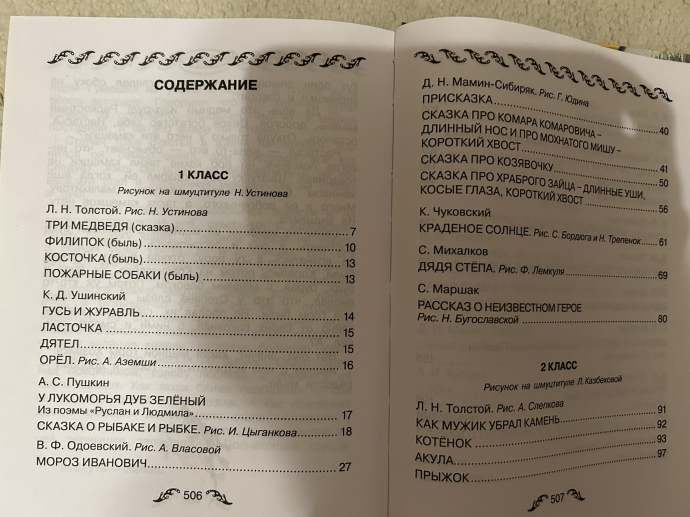 СОДЕРЖАНИЕ
1 КЛАСС
Рисунок на шмуцтитуле Н. Устинова
Л. Н. Толстой. Рис. Н. Устинова
ТРИ МЕДВЕДЯ (сказка)........7
ФИЛИПОК (быль)........10
КОСТОЧКА (быль)........13
ПОЖАРНЫЕ СОБАКИ (быль)........13
К. Д. Ушинский
ГУСЬ И ЖУРАВЛЬ........14
ЛАСТОЧКА........15
ДЯТЕЛ........15
ОРЁЛ. Рис. А. Аземши........16
А. С. Пушкин
У ЛУКОМОРЬЯ ДУБ ЗЕЛЁНЫЙ
Из поэмы «Руслан и Людмила»........17
СКАЗКА О РЫБАКЕ И РЫБКЕ. Рис. И. Цыганкова........18
В. Ф. Одоевский. Рис. А. Власовой
МОРОЗ ИВАНОВИЧ........27
506
Д. Н. Мамин-Сибиряк. Рис. Г. Юдина
ПРИСКАЗКА........40
СКАЗКА ПРО КОМАРА КОМАРОВИЧА –
ДЛИННЫЙ НОС И ПРО МОХНАТОГО МИШУ –
КОРОТКИЙ ХВОСТ........41
СКАЗКА ПРО КОЗЯВОЧКУ........50
СКАЗКА ПРО ХРАБРОГО ЗАЙЦА – ДЛИННЫЕ УШИ,
КОСЫЕ ГЛАЗА, КОРОТКИЙ ХВОСТ........56
К. Чуковский
КРАДЕНОЕ СОЛНЦЕ. Рис. С. Бордюга и Н. Трепенок........61
С. Михалков
ДЯДЯ СТЁПА. Рис. Ф. Лемкуля........69
С. Маршак
РАССКАЗ О НЕИЗВЕСТНОМ ГЕРОЕ
Рис. Н. Бугославской........80
2 КЛАСС
Рисунок на шмуцтитуле Л. Казбековой
Л. Н. Толстой. Рис. А. Слепкова
КАК МУЖИК УБРАЛ КАМЕНЬ........91
КОТЁНОК........92
АКУЛА........93
ПРЫЖОК........97
507